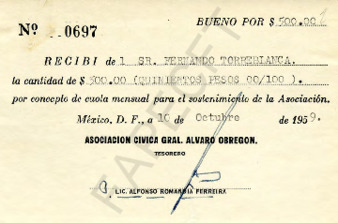 BUENO POR $500.00
Nº 0697
RECIBI de l SR. FERNANDO TORREBLANCA.
la cantidad de $500.00 (QUINIENTOS PESOS 00/100 ).
por concepto de cuota mensual para el sostenimiento de la Asociación.
México, D. F., a 10 de Octubre de 1959.
ASOCIACION CIVICA GRAL. ALVARO OBREGON.
TESORERO
LIC. ALFONSO ROMANDIA FERREIRA
FAPECFT